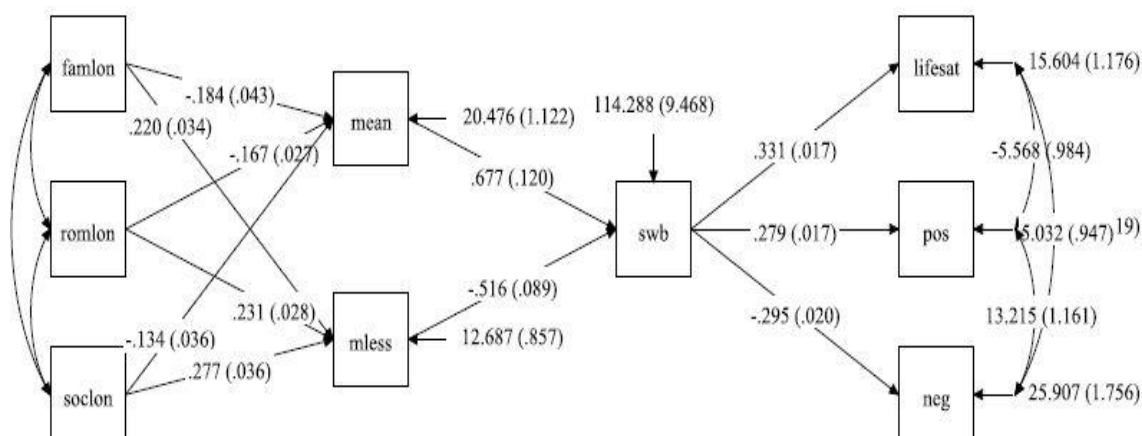 famlon
15.604 (1.176)
lifesat
-.184 (.043)
114.288 (9.468)
20.476 (1.122)
mean
.220 (.034)
.331 (.017)
-5.568 (.984)
-.167 (.027)
.677 (.120)
romlon
swb
.279 (.017)
pos
5.032 (.947)
19)
-.516 (.089)
.231 (.028)
-.295 (.020)
13.215 (1.161)
-.134 (.036)
12.687 (.857)
mless
.277 (.036)
soclon
neg
25.907 (1.756)